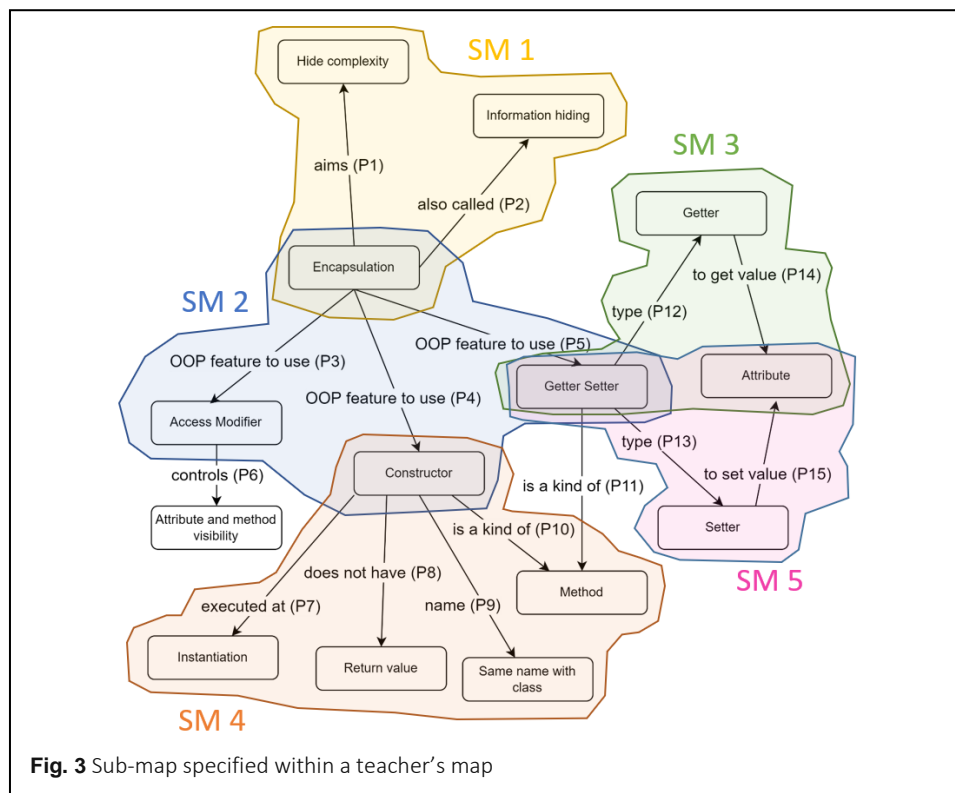 SM 1
Hide complexity
Information hiding
SM 3
aims (P1)
also called (P2)
Getter
Encapsulation
to get value (P14)
SM 2
type (P12)
OOP feature to use (P3)
OOP feature to use (P5)
Getter Setter
Attribute
OOP feature to use (P4)
Access Modifier
type (P13)
controls (P6)
Constructor
to set value (P15)
is a kind of (P11)
Attribute and method
visibility
is a kind of (P10)
Setter
does not have (P8)
SM 5
executed at (P7)
name (P9)
Method
Instantiation
Return value
Same name with
class
SM 4
Fig. 3 Sub-map specified within a teacher's map